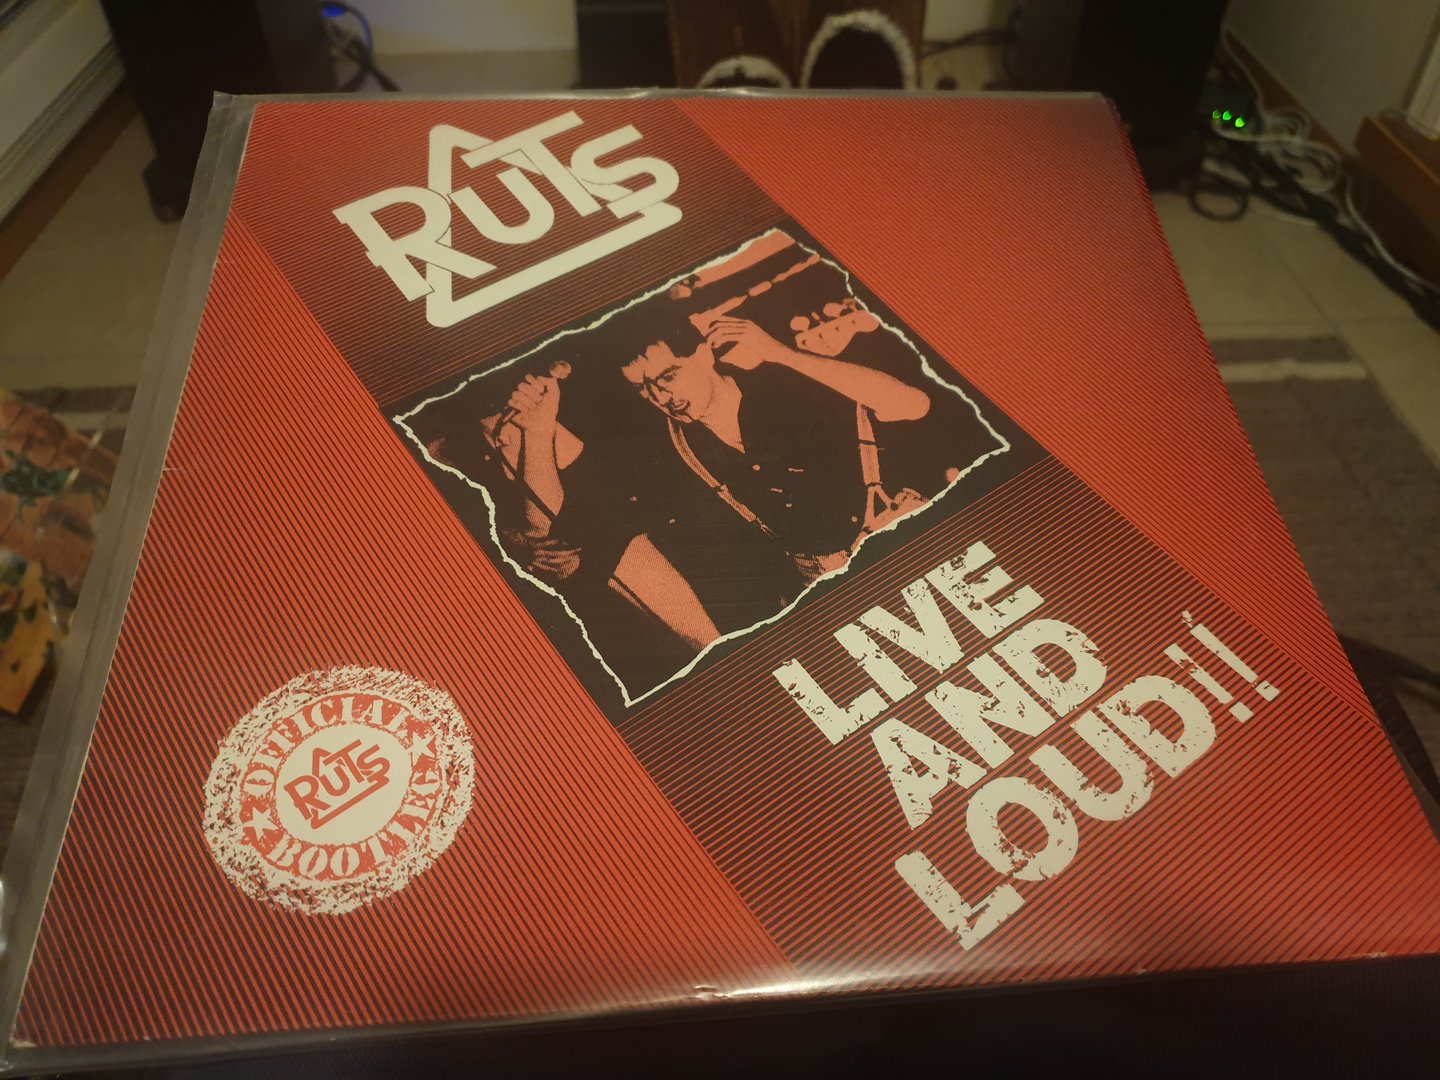 RUTS
LIVE
AND
LOUD!!
OFFICIAL
RUTS
BOOTLEG